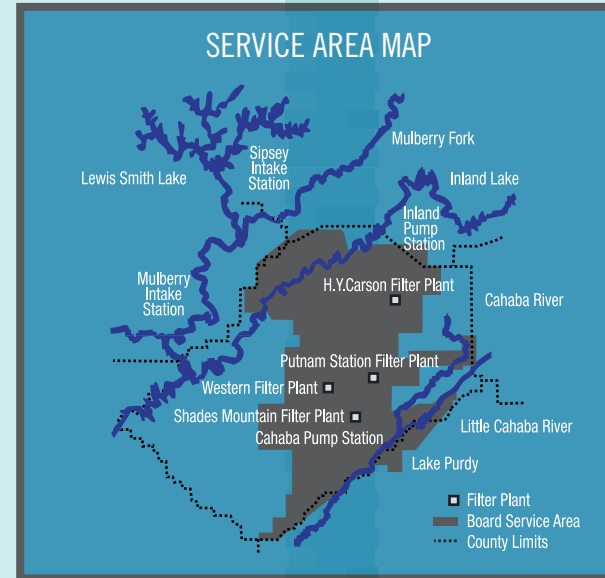 SERVICE AREA MAP
Mulberry Fork
Sipsey
Intake
Station
Lewis Smith Lake
Inland Lake
Inland
Pump
Station
Mulberry
Intake
Station
H.Y.Carson Filter Plant
Cahaba River
Putnam Station Filter Plant
Western Filter Plant
Shades Mountain Filter Plant
Cahaba Pump Station
Little Cahaba River
Lake Purdy
Filter Plant
Board Service Area
County Limits